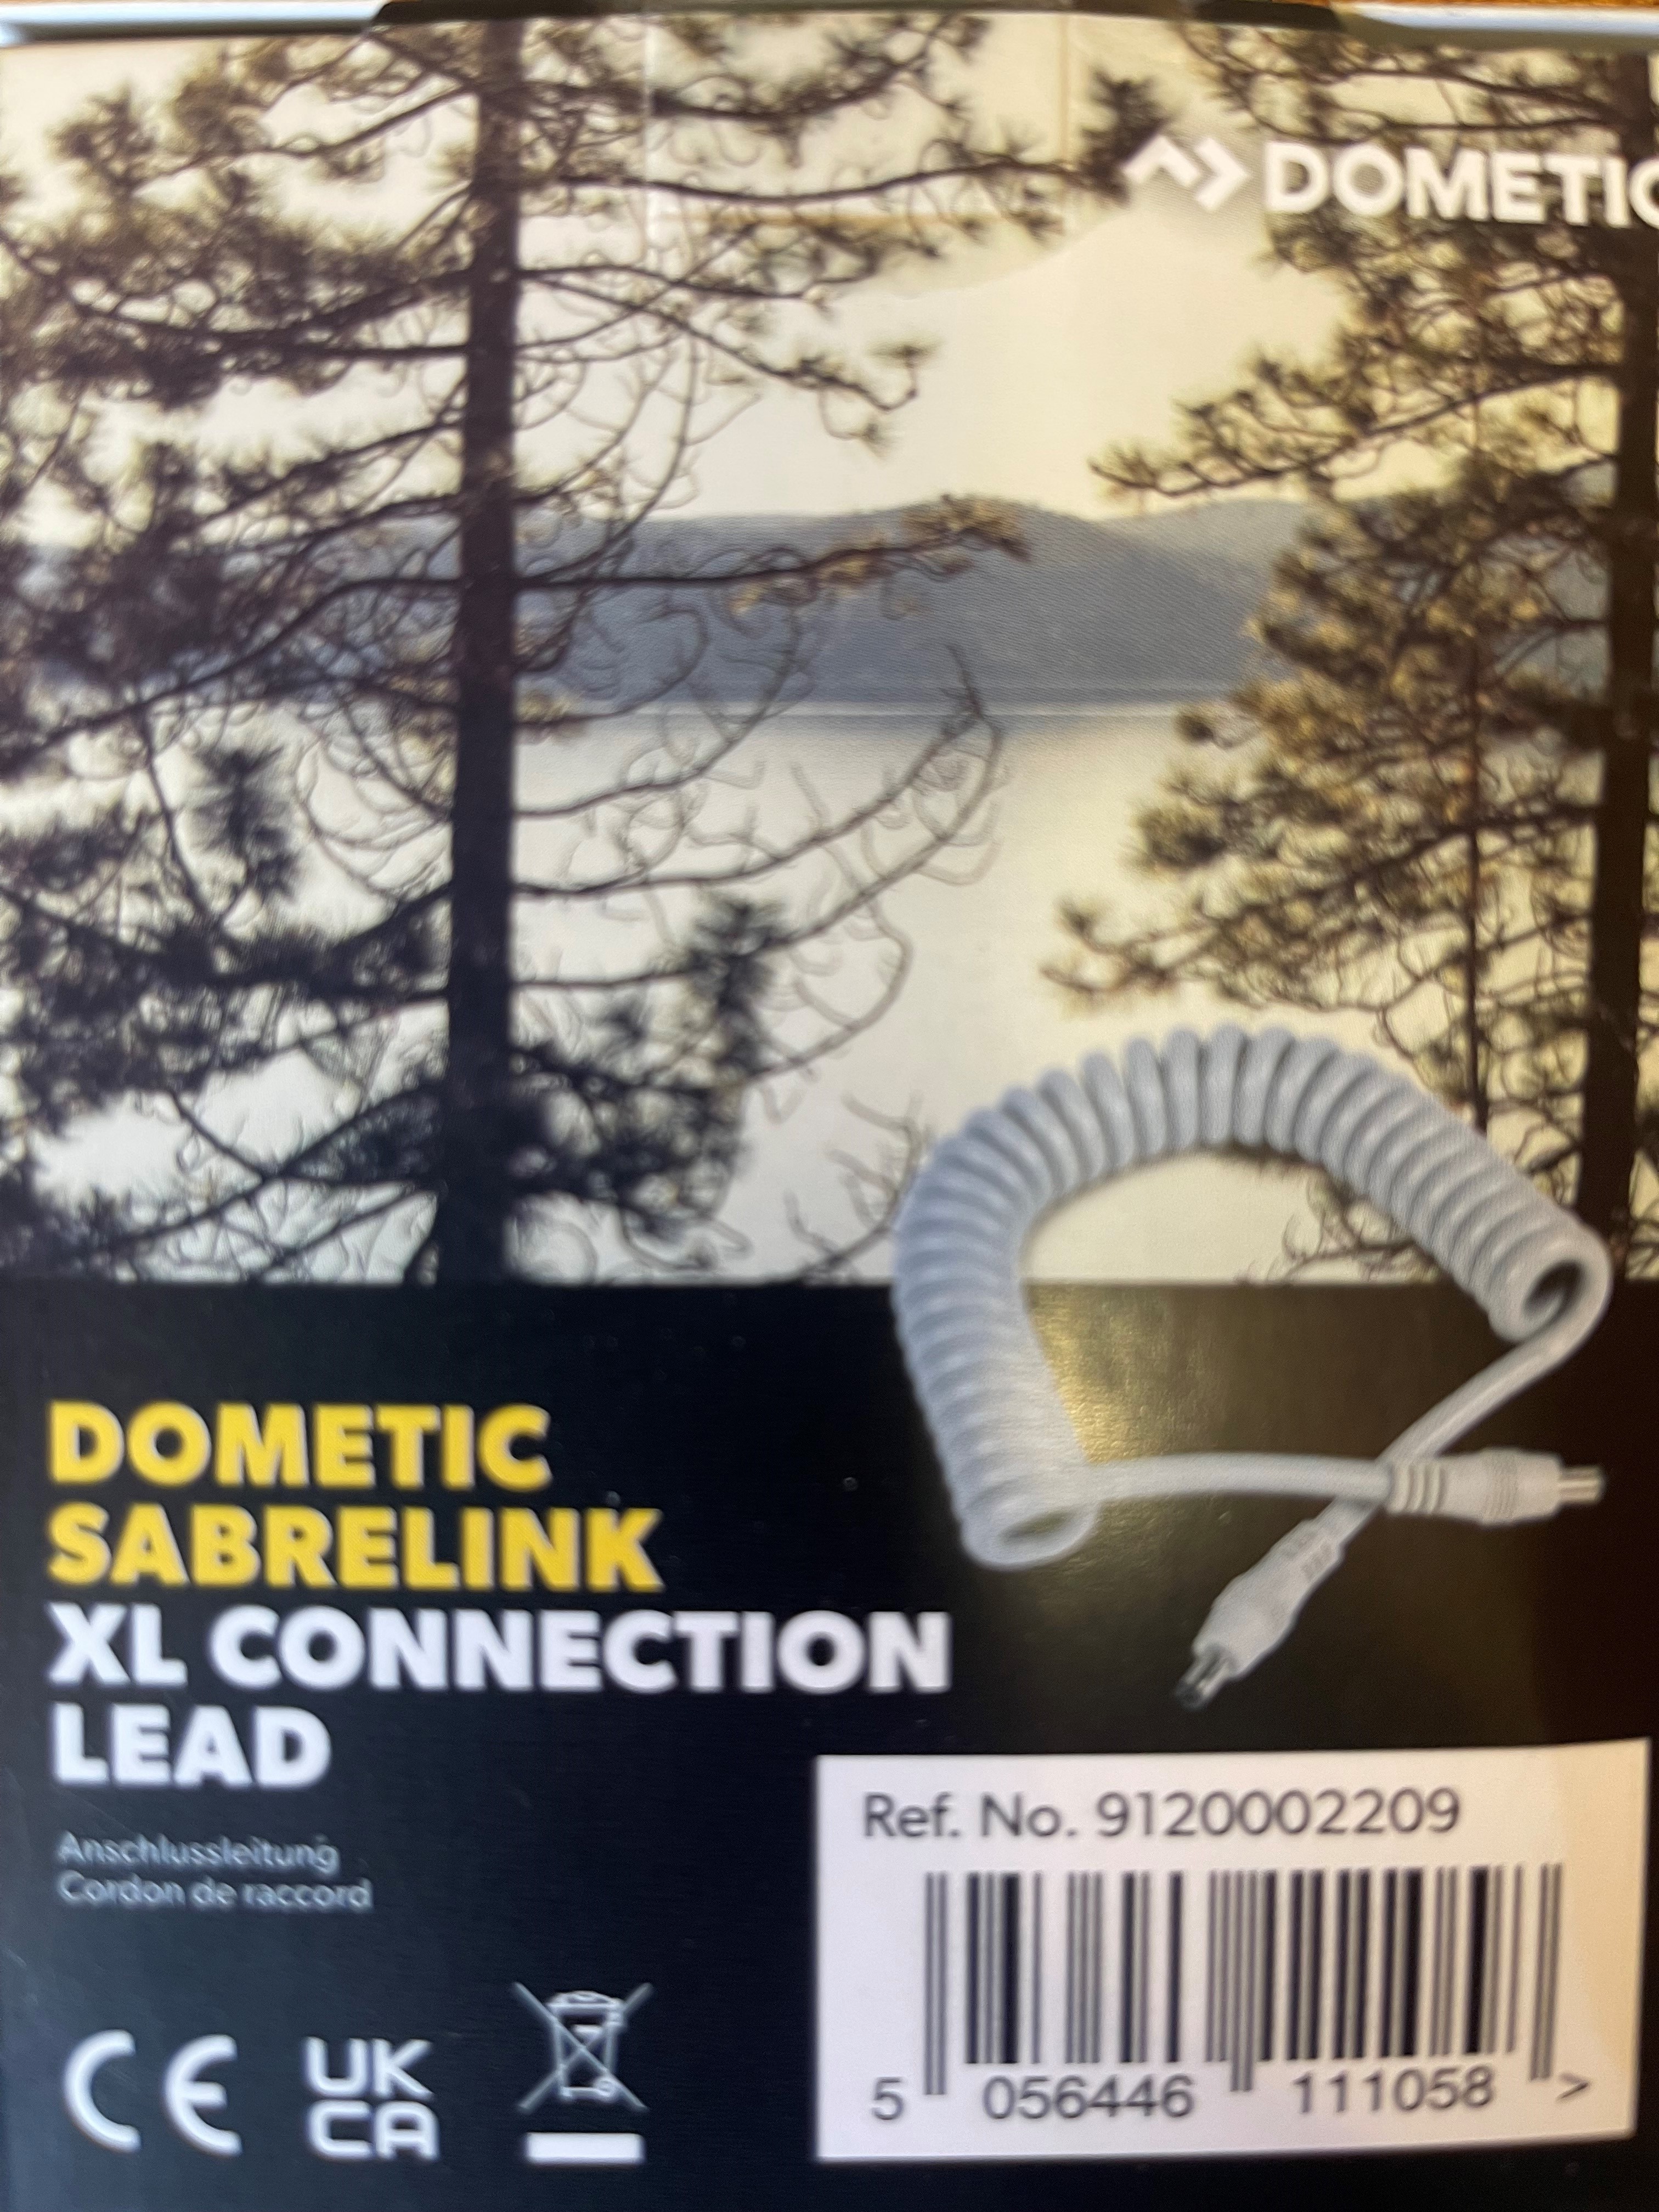 DOMETIC
DOMETIC
SABRELINK
XL CONNECTION
LEAD
Anschlussleitung
Cordon de raccord
CE UK
CA
Ref. No. 9120002209
5 056446 111058 >